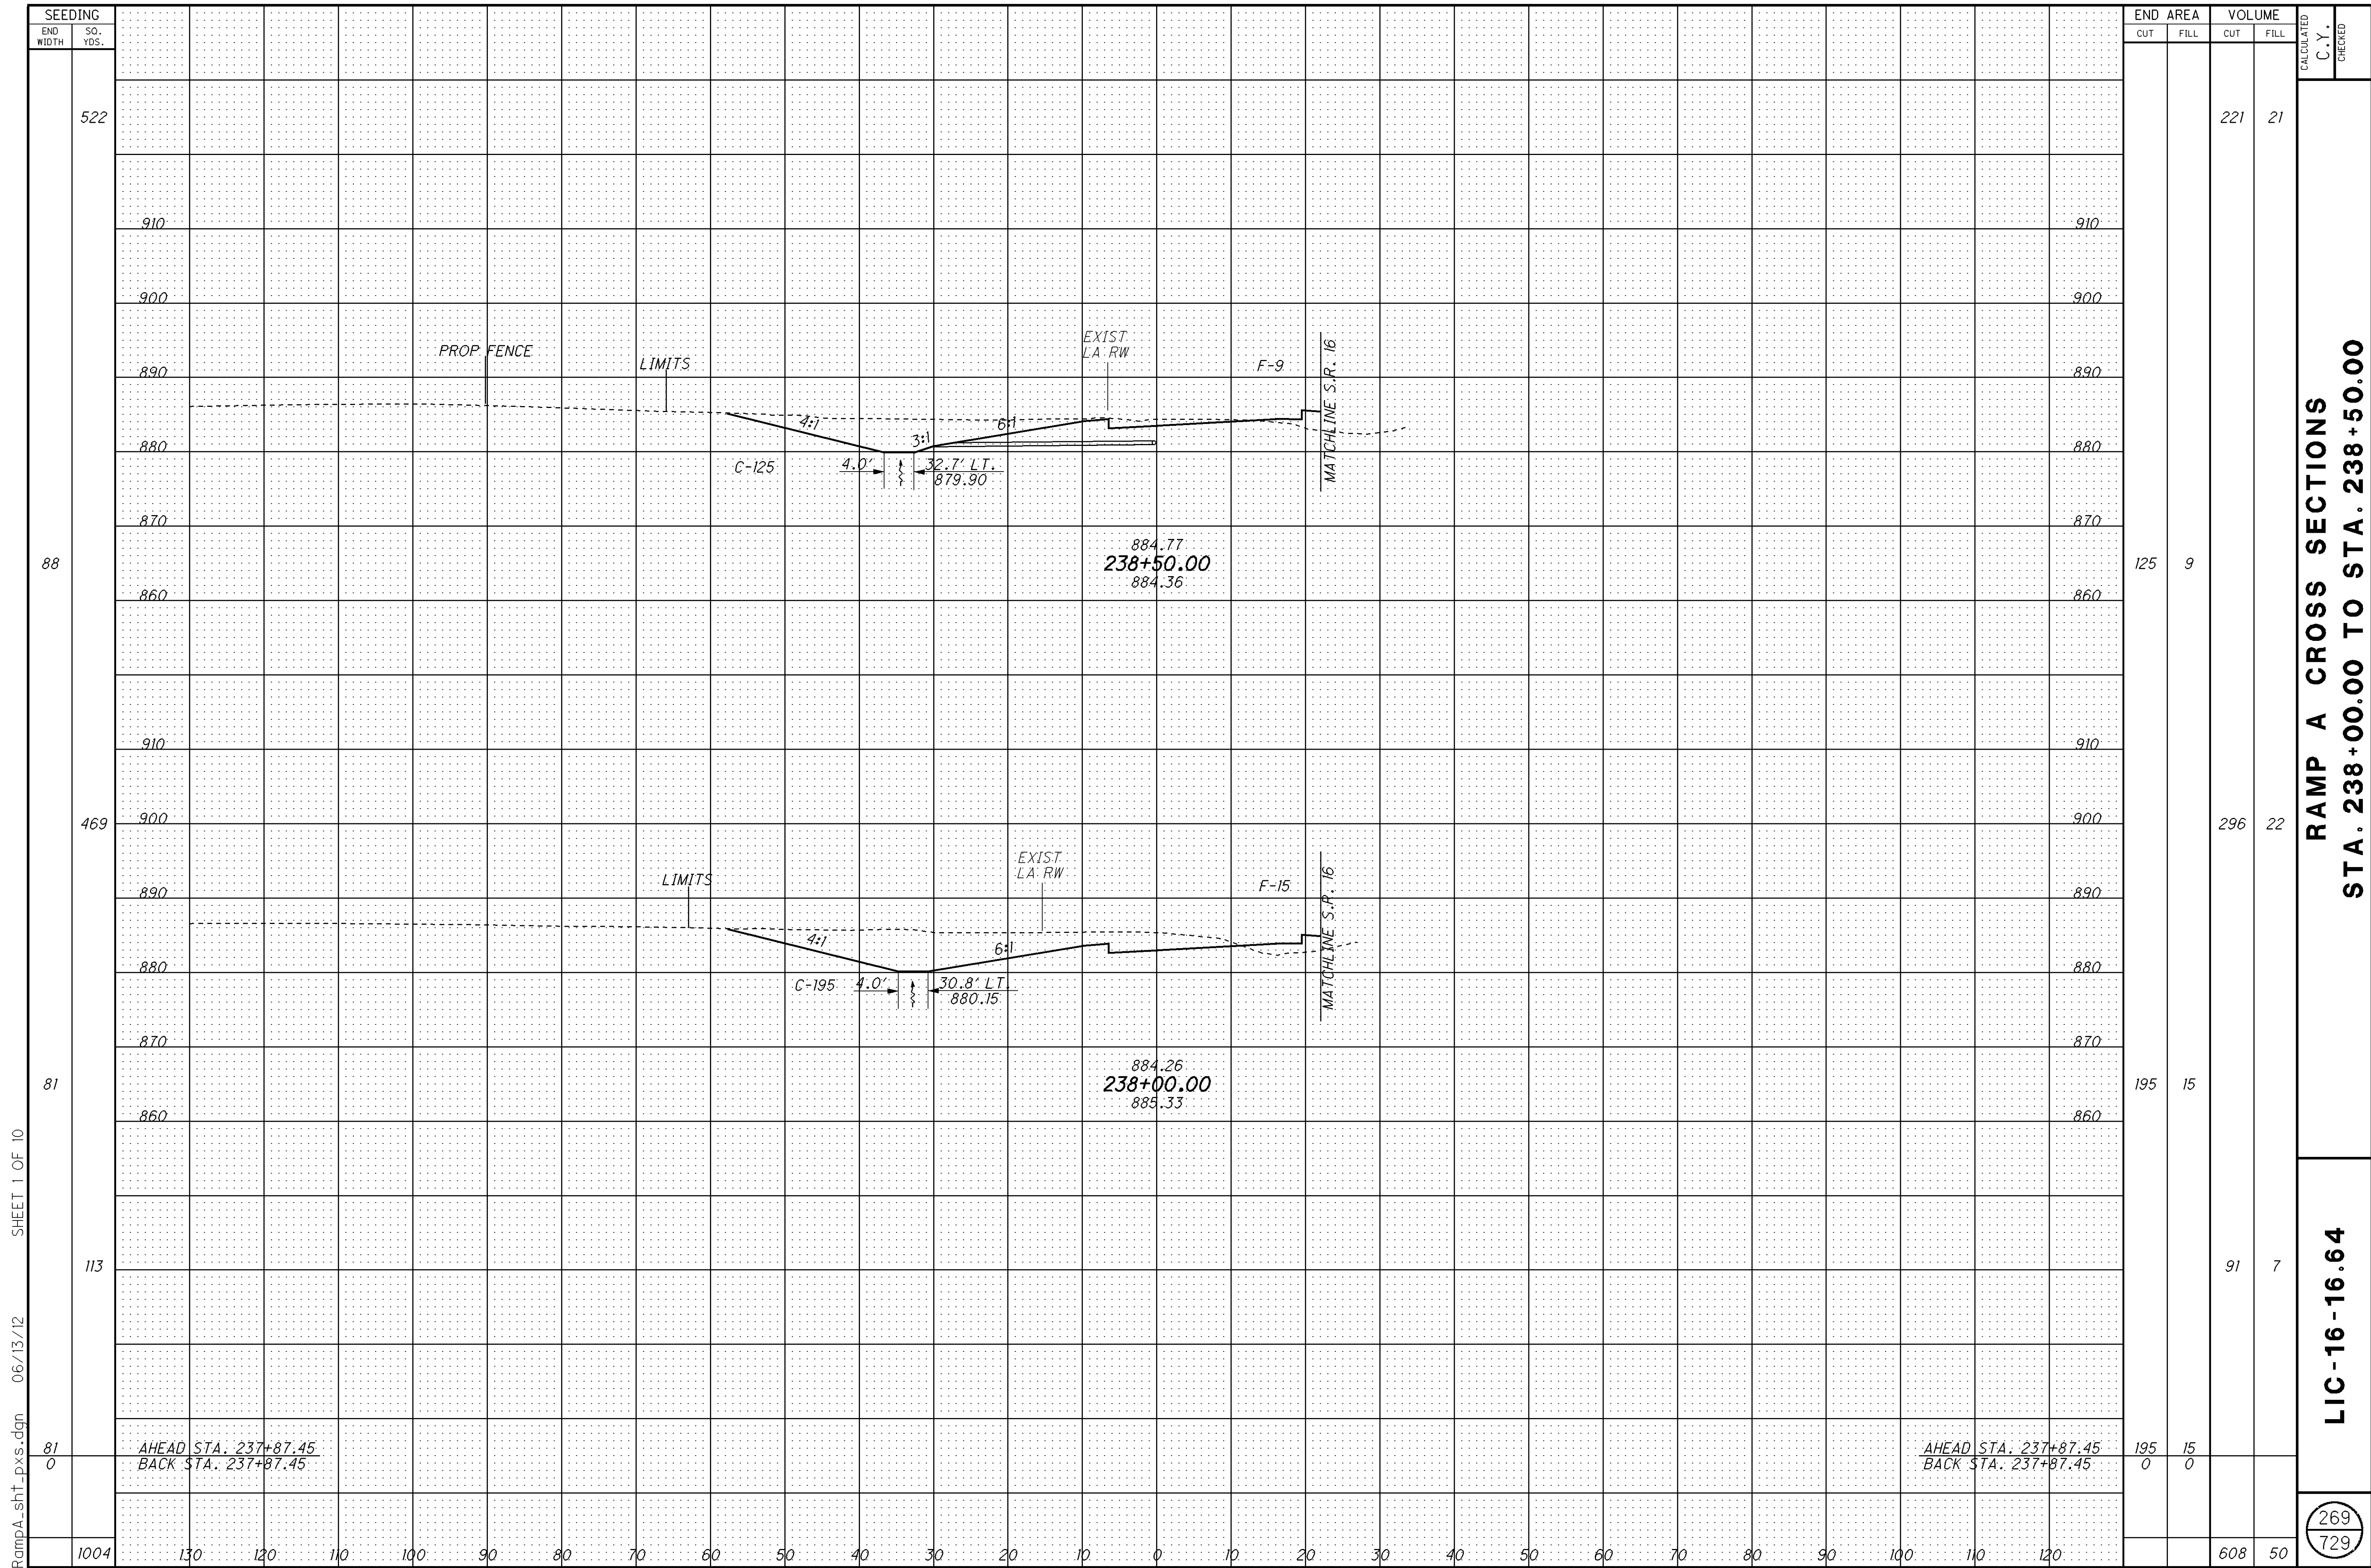 SEEDING
END WIDTH
SQ. YDS.
END AREA
VOLUME
CUT
FILL
CUT
FILL
CALCULATED
C.Y.
CHECKED
522
221
21
910
910
900
900
PROP FENCE
LIMITS
EXIST
LA RW
F-9
MATCHLINE S.R. 16
890
890
4:1
3:1
6:1
880
880
C-125
4.0'
32.7' LT.
879.90
870
870
884.77
238+50.00
884.36
88
125
9
860
860
910
910
469
900
900
296
22
LIMITS
EXIST
LA RW
F-15
MATCHLINE S.R. 16
890
890
4:1
6:1
880
880
C-195
4.0'
30.8' LT.
880.15
870
870
884.26
238+00.00
885.33
81
195
15
860
860
113
91
7
81
AHEAD STA. 237+87.45
AHEAD STA. 237+87.45
195
15
0
BACK STA. 237+87.45
BACK STA. 237+87.45
0
0
1004
130 120 110 100 90 80 70 60 50 40 30 20 10 0 10 20 30 40 50 60 70 80 90 100 110 120
608
50
RAMP A CROSS SECTIONS
STA. 238+00.00 TO STA. 238+50.00
LIC-16-16.64
269
729
RampA_sht_pxs.dgn 06/13/12 SHEET 1 OF 10